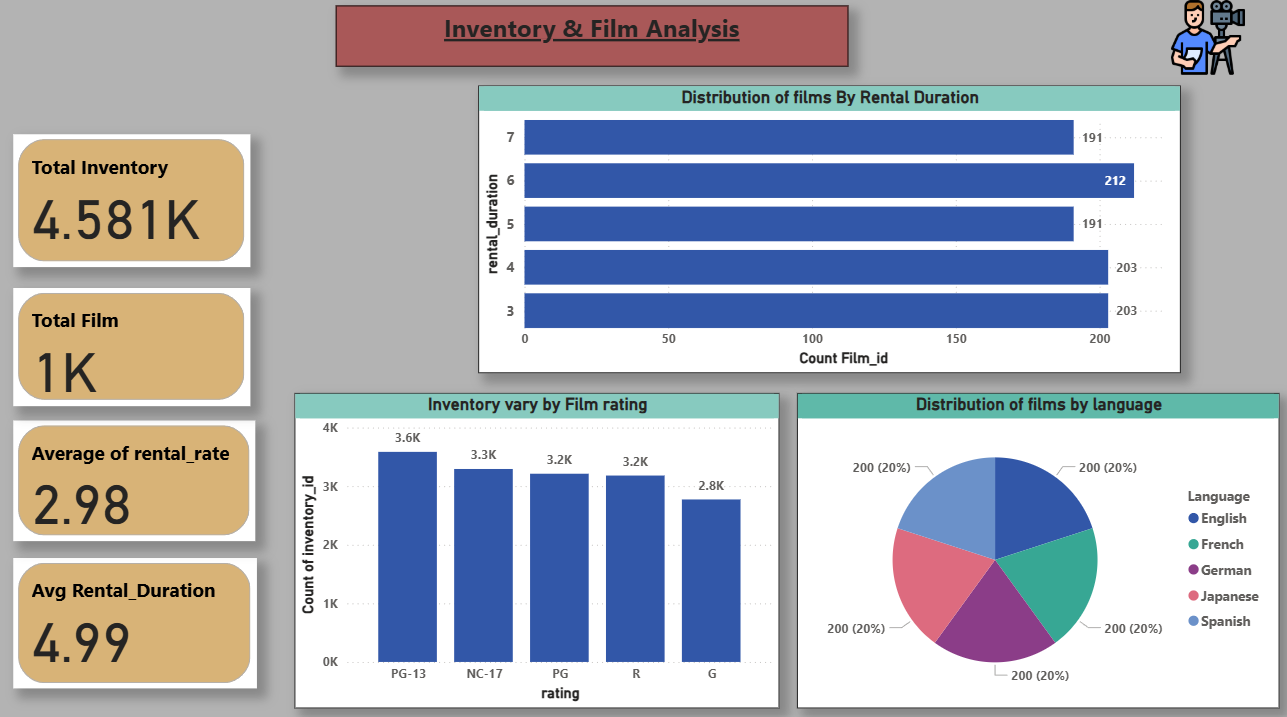 Inventory & Film Analysis
Total Inventory
4.581K
Total Film
1K
Average of rental_rate
2.98
Avg Rental_Duration
4.99
Distribution of films By Rental Duration
rental_duration
7
191
6
212
5
191
4
203
3
203
0 50 100 150 200
Count Film_id
Inventory vary by Film rating
Count of inventory_id
4K
3K
2K
1K
0K
3.6K
3.3K
3.2K
3.2K
2.8K
PG-13 NC-17 PG R G
rating
Distribution of films by language
200 (20%)
200 (20%)
200 (20%)
200 (20%)
200 (20%)
Language
English
French
German
Japanese
Spanish